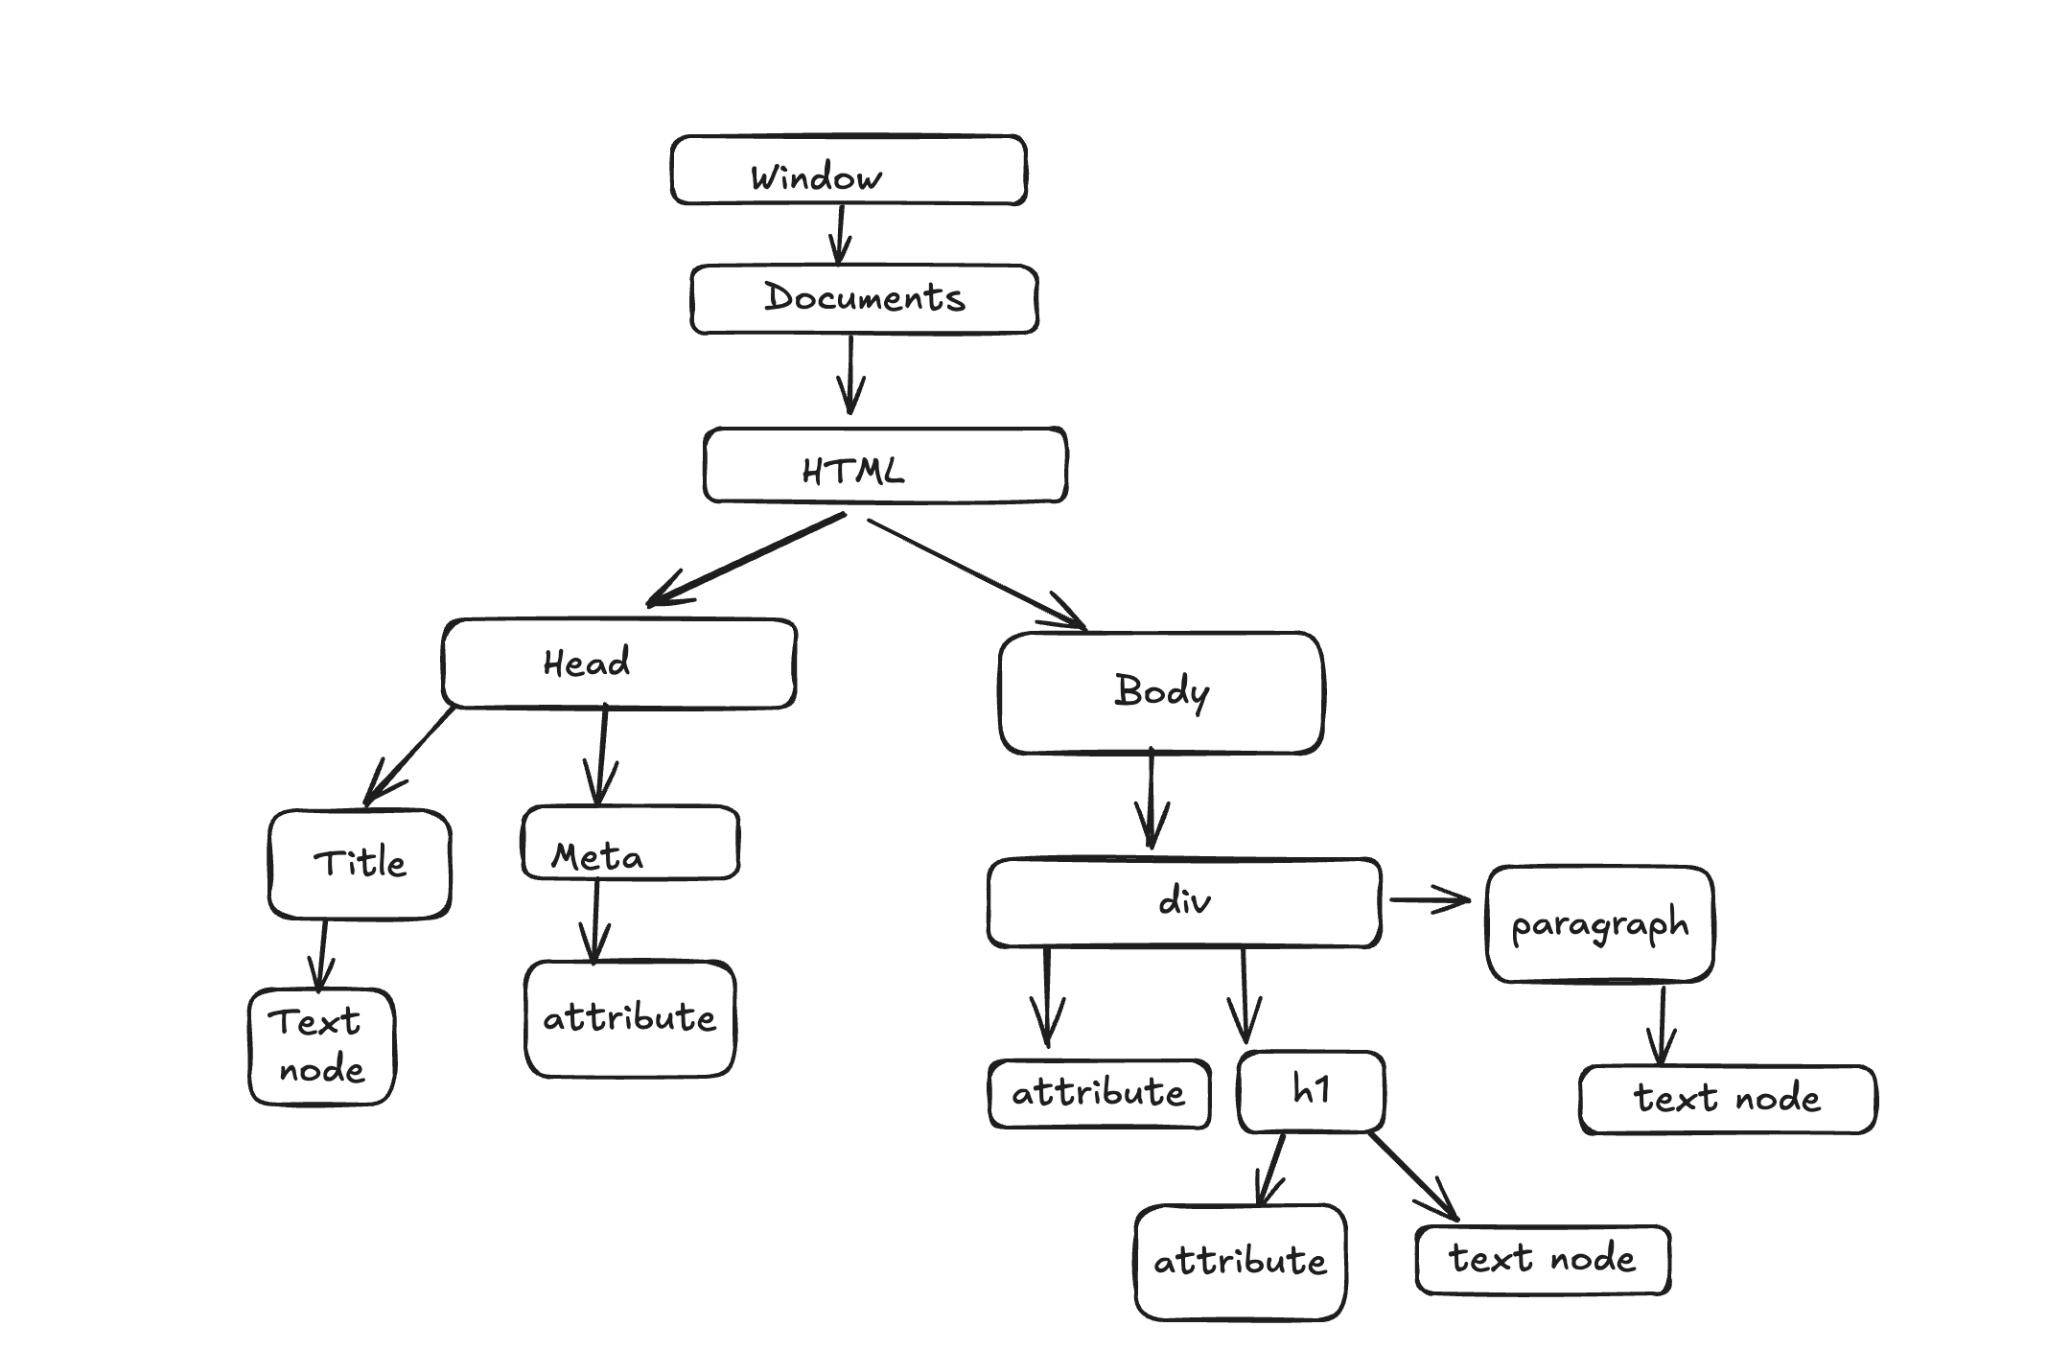 Window
Documents
HTML
Head
Body
Title
Meta
div
paragraph
Text
node
attribute
attribute
h1
text node
attribute
text node